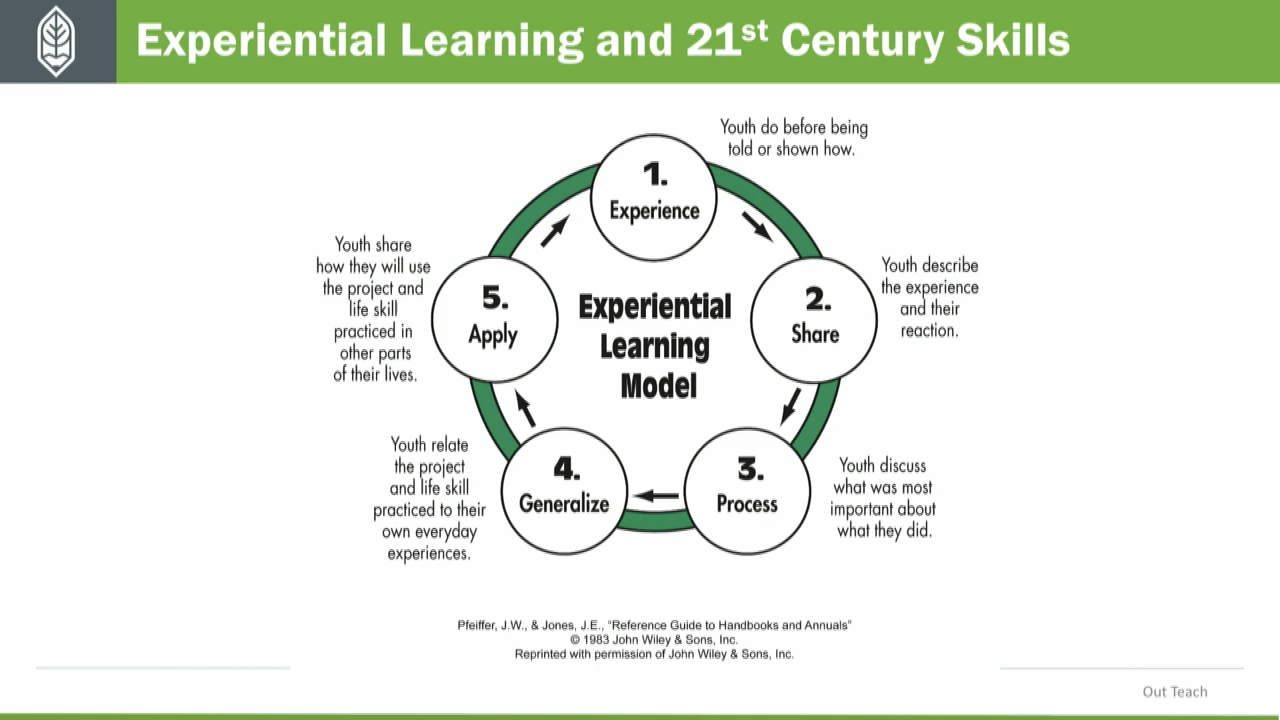 Experiential Learning and 21st Century Skills
Youth do before being
told or shown how.
1.
Experience
Youth describe
the experience
and their
reaction.
2.
Share
Youth discuss
what was most
important about
what they did.
3.
Process
Youth relate
the project
and life skill
practiced to their
own everyday
experiences.
4.
Generalize
Youth share
how they will use
the project and
life skill
practiced in
other parts
of their lives.
5.
Apply
Experiential
Learning
Model
Pfeiffer, J.W., & Jones, J.E., "Reference Guide to Handbooks and Annuals"
© 1983 John Wiley & Sons, Inc.
Reprinted with permission of John Wiley & Sons, Inc.
Out Teach